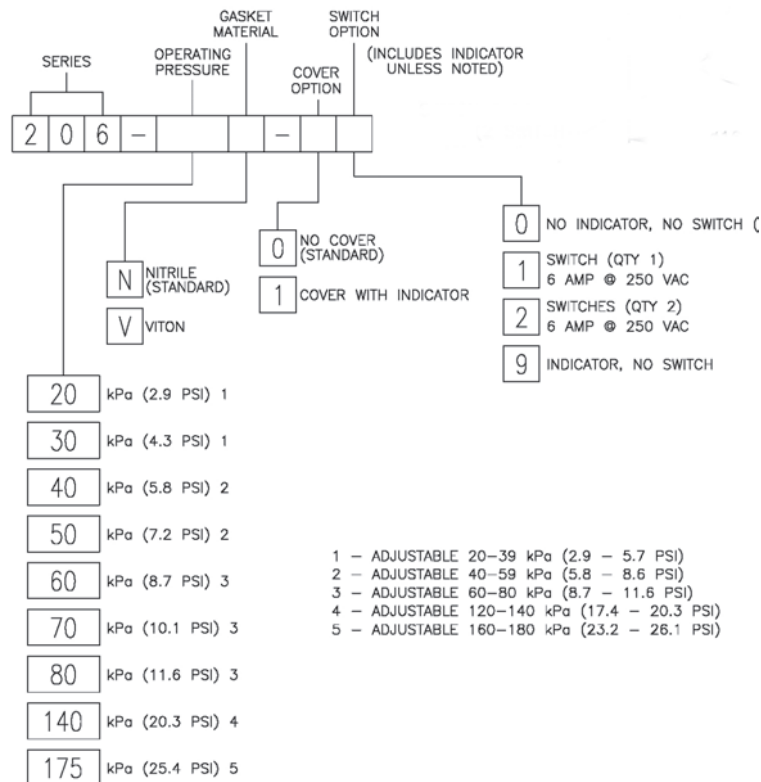 GASKET
MATERIAL
SWITCH
OPTION
SERIES
OPERATING
PRESSURE
(INCLUDES INDICATOR
UNLESS NOTED)
COVER
OPTION
2 0 6 - -
N NITRILE
(STANDARD)
V VITON
0 NO COVER
(STANDARD)
1 COVER WITH INDICATOR
0 NO INDICATOR, NO SWITCH (
1 SWITCH (QTY 1)
6 AMP @ 250 VAC
2 SWITCHES (QTY 2)
6 AMP @ 250 VAC
9 INDICATOR, NO SWITCH
20 kPa (2.9 PSI) 1
30 kPa (4.3 PSI) 1
40 kPa (5.8 PSI) 2
50 kPa (7.2 PSI) 2
60 kPa (8.7 PSI) 3
70 kPa (10.1 PSI) 3
80 kPa (11.6 PSI) 3
140 kPa (20.3 PSI) 4
175 kPa (25.4 PSI) 5
1 - ADJUSTABLE 20-39 kPa (2.9 - 5.7 PSI)
2 - ADJUSTABLE 40-59 kPa (5.8 - 8.6 PSI)
3 - ADJUSTABLE 60-80 kPa (8.7 - 11.6 PSI)
4 - ADJUSTABLE 120-140 kPa (17.4 - 20.3 PSI)
5 - ADJUSTABLE 160-180 kPa (23.2 - 26.1 PSI)